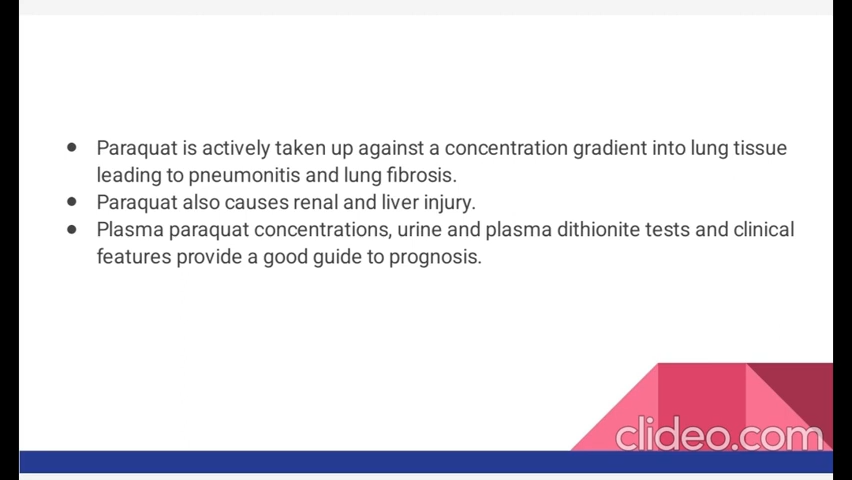 ● Paraquat is actively taken up against a concentration gradient into lung tissue
leading to pneumonitis and lung fibrosis.
● Paraquat also causes renal and liver injury.
● Plasma paraquat concentrations, urine and plasma dithionite tests and clinical
features provide a good guide to prognosis.
clideo.com